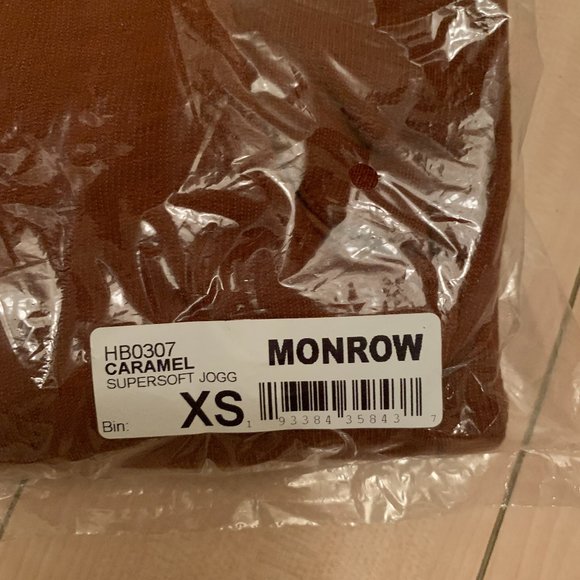 HB0307
CARAMEL
SUPERSOFT JOGG
MONROW
Bin:
XS
1 93384 35843 7